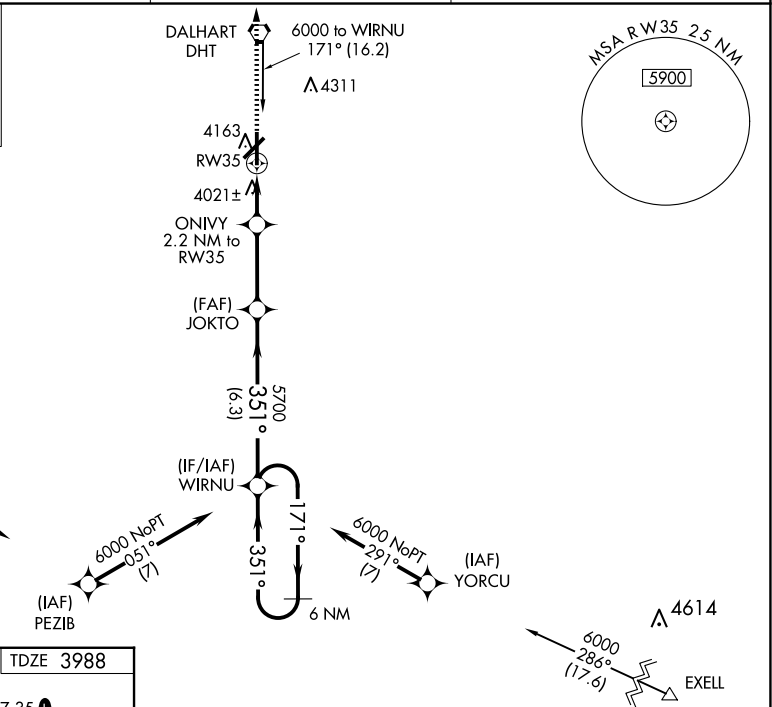 DALHART
DHT
6000 to WIRNU
171° (16.2)
4311
MSA RW35 25 NM
5900
4163
RW35
4021±
ONIVY
2.2 NM to
RW35
(FAF)
JOKTO
5700
351°
(6.3)
(IF/IAF)
WIRNU
171°
351°
6 NM
6000 NoPT
051°
(7)
(IAF)
PEZIB
6000 NoPT
291°
(7)
(IAF)
YORCU
4614
6000
286°
(17.6)
EXELL
TDZE 3988